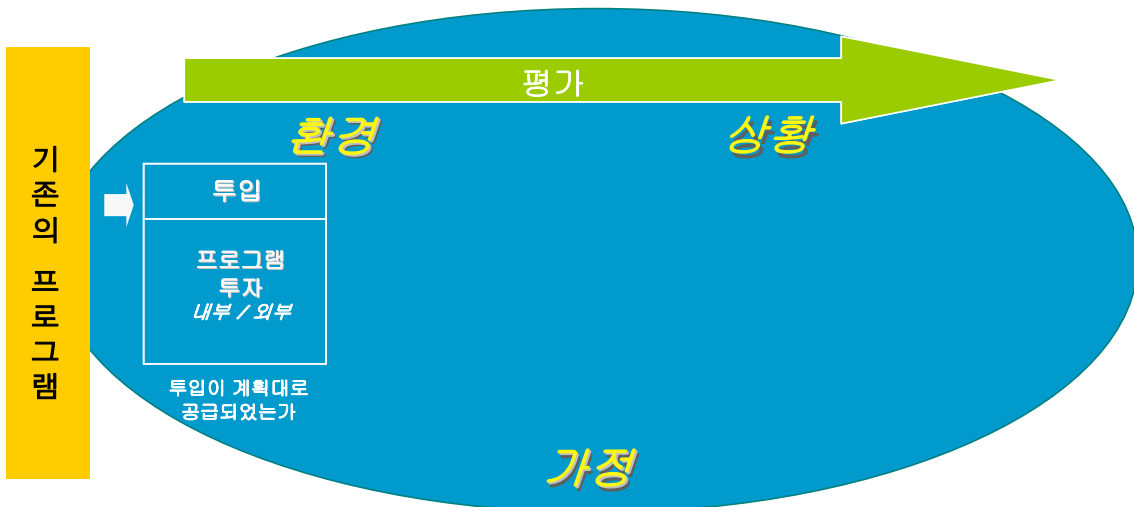 평가
환경
상황
기존의 프로그램
투입
프로그램
투자
내부 / 외부
투입이 계획대로
공급되었는가
가정